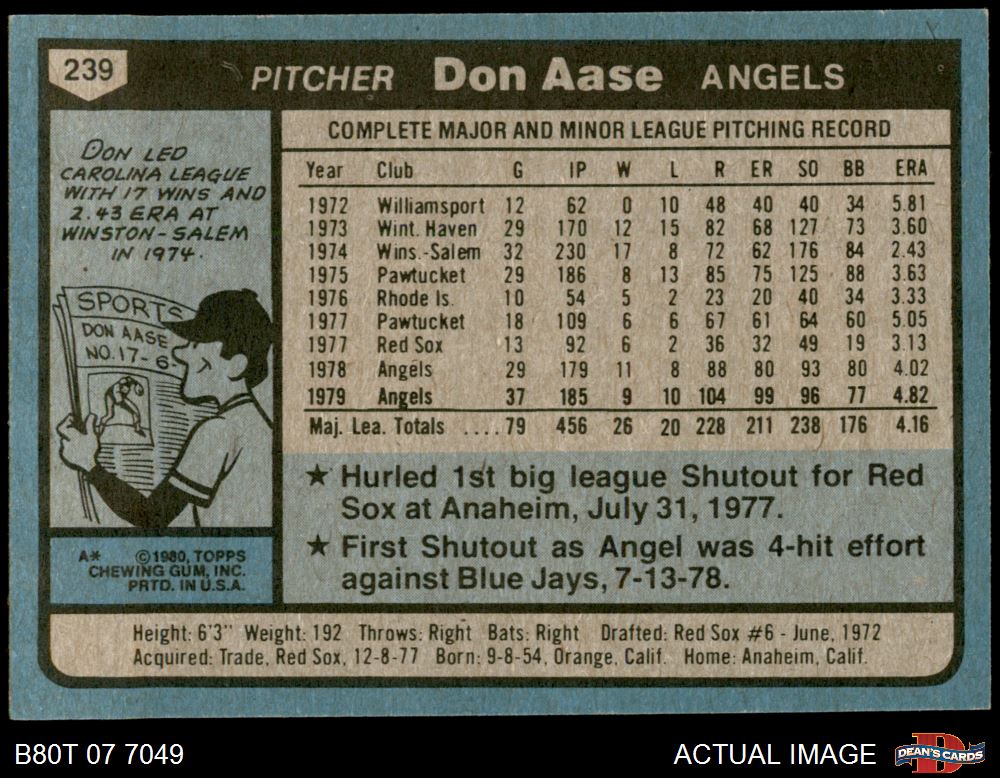 239
PITCHER Don Aase ANGELS
DON LED
CAROLINA LEAGUE
WITH 17 WINS AND
2.43 ERA AT
WINSTON-SALEM
IN 1974.
SPORTS
DON AASE
NO. 17-6
A* ©1980, TOPPS
CHEWING GUM, INC.
PRTD. IN U.S.A.
COMPLETE MAJOR AND MINOR LEAGUE PITCHING RECORD
Year Club G IP W L R ER SO BB ERA
1972 Williamsport 12 62 0 10 48 40 40 34 5.81
1973 Wint. Haven 29 170 12 15 82 68 127 73 3.60
1974 Wins.-Salem 32 230 17 8 72 62 176 84 2.43
1975 Pawtucket 29 186 8 13 85 75 125 88 3.63
1976 Rhode Is. 10 54 5 2 23 20 40 34 3.33
1977 Pawtucket 18 109 6 6 67 61 64 60 5.05
1977 Red Sox 13 92 6 2 36 32 49 19 3.13
1978 Angels 29 179 11 8 88 80 93 80 4.02
1979 Angels 37 185 9 10 104 99 96 77 4.82
Maj. Lea. Totals ....79 456 26 20 228 211 238 176 4.16
★ Hurled 1st big league Shutout for Red
Sox at Anaheim, July 31, 1977.
★ First Shutout as Angel was 4-hit effort
against Blue Jays, 7-13-78.
Height: 6'3" Weight: 192 Throws: Right Bats: Right Drafted: Red Sox #6 - June, 1972
Acquired: Trade, Red Sox, 12-8-77 Born: 9-8-54, Orange, Calif. Home: Anaheim, Calif.
B80T 07 7049
ACTUAL IMAGE
DEAN'S CARDS